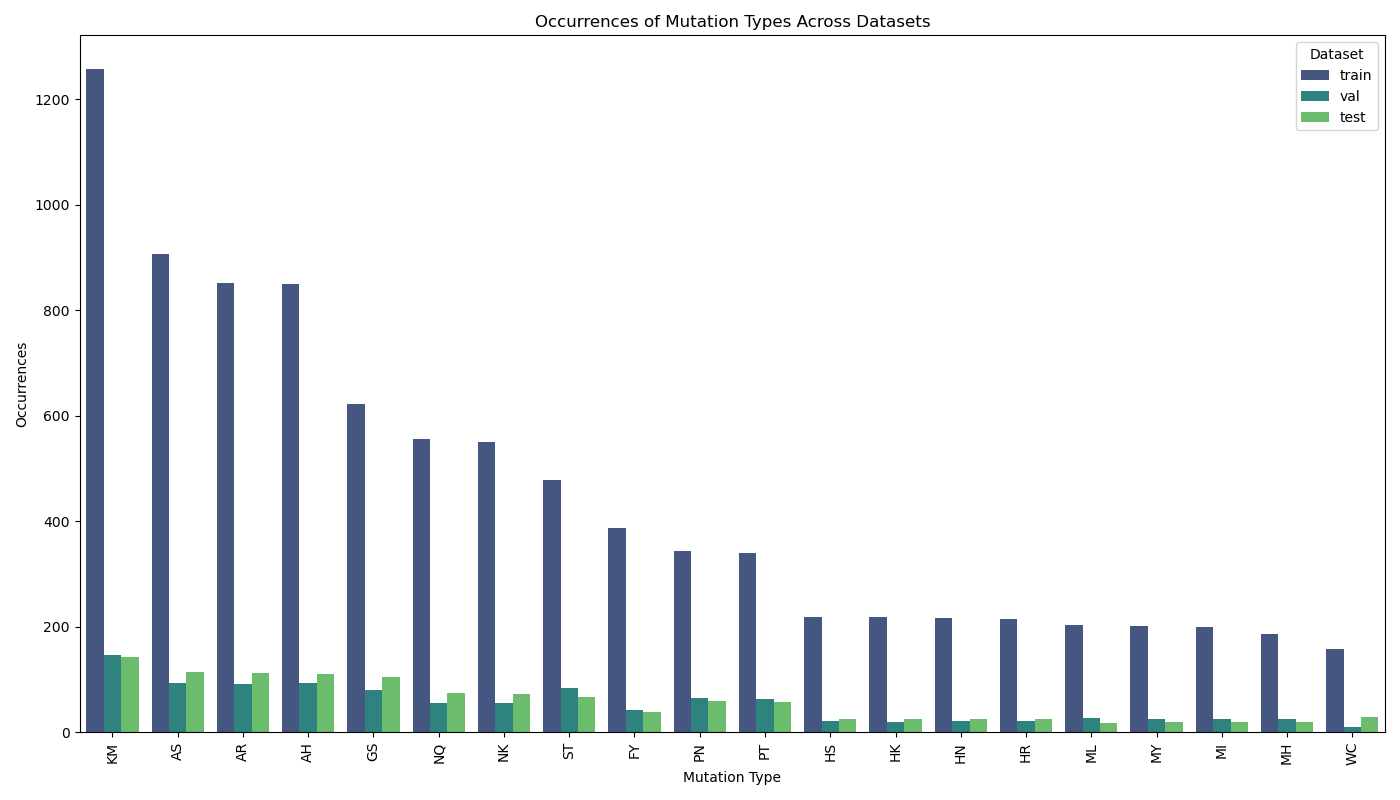 Occurrences of Mutation Types Across Datasets
Dataset
train
val
test
Occurrences
1200
1000
800
600
400
200
0
KM AS AR AH GS NQ NK ST FY PN PT HS HK HN HR ML MY MI MH WC
Mutation Type